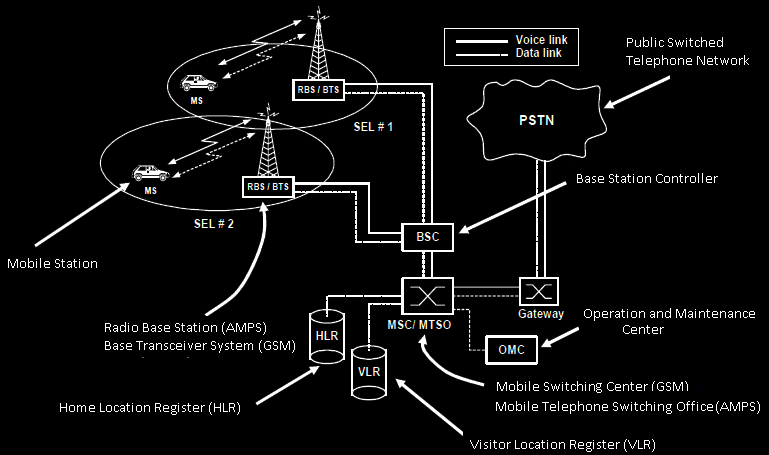 Voice link
Data link
Public Switched
Telephone Network
MS
RBS / BTS
SEL # 1
PSTN
MS
RBS / BTS
SEL # 2
Base Station Controller
BSC
Mobile Station
MSC/ MTSO
Gateway
Radio Base Station (AMPS)
Base Transceiver System (GSM)
HLR
VLR
OMC
Operation and Maintenance
Center
Home Location Register (HLR)
Mobile Switching Center (GSM)
Mobile Telephone Switching Office(AMPS)
Visitor Location Register (VLR)